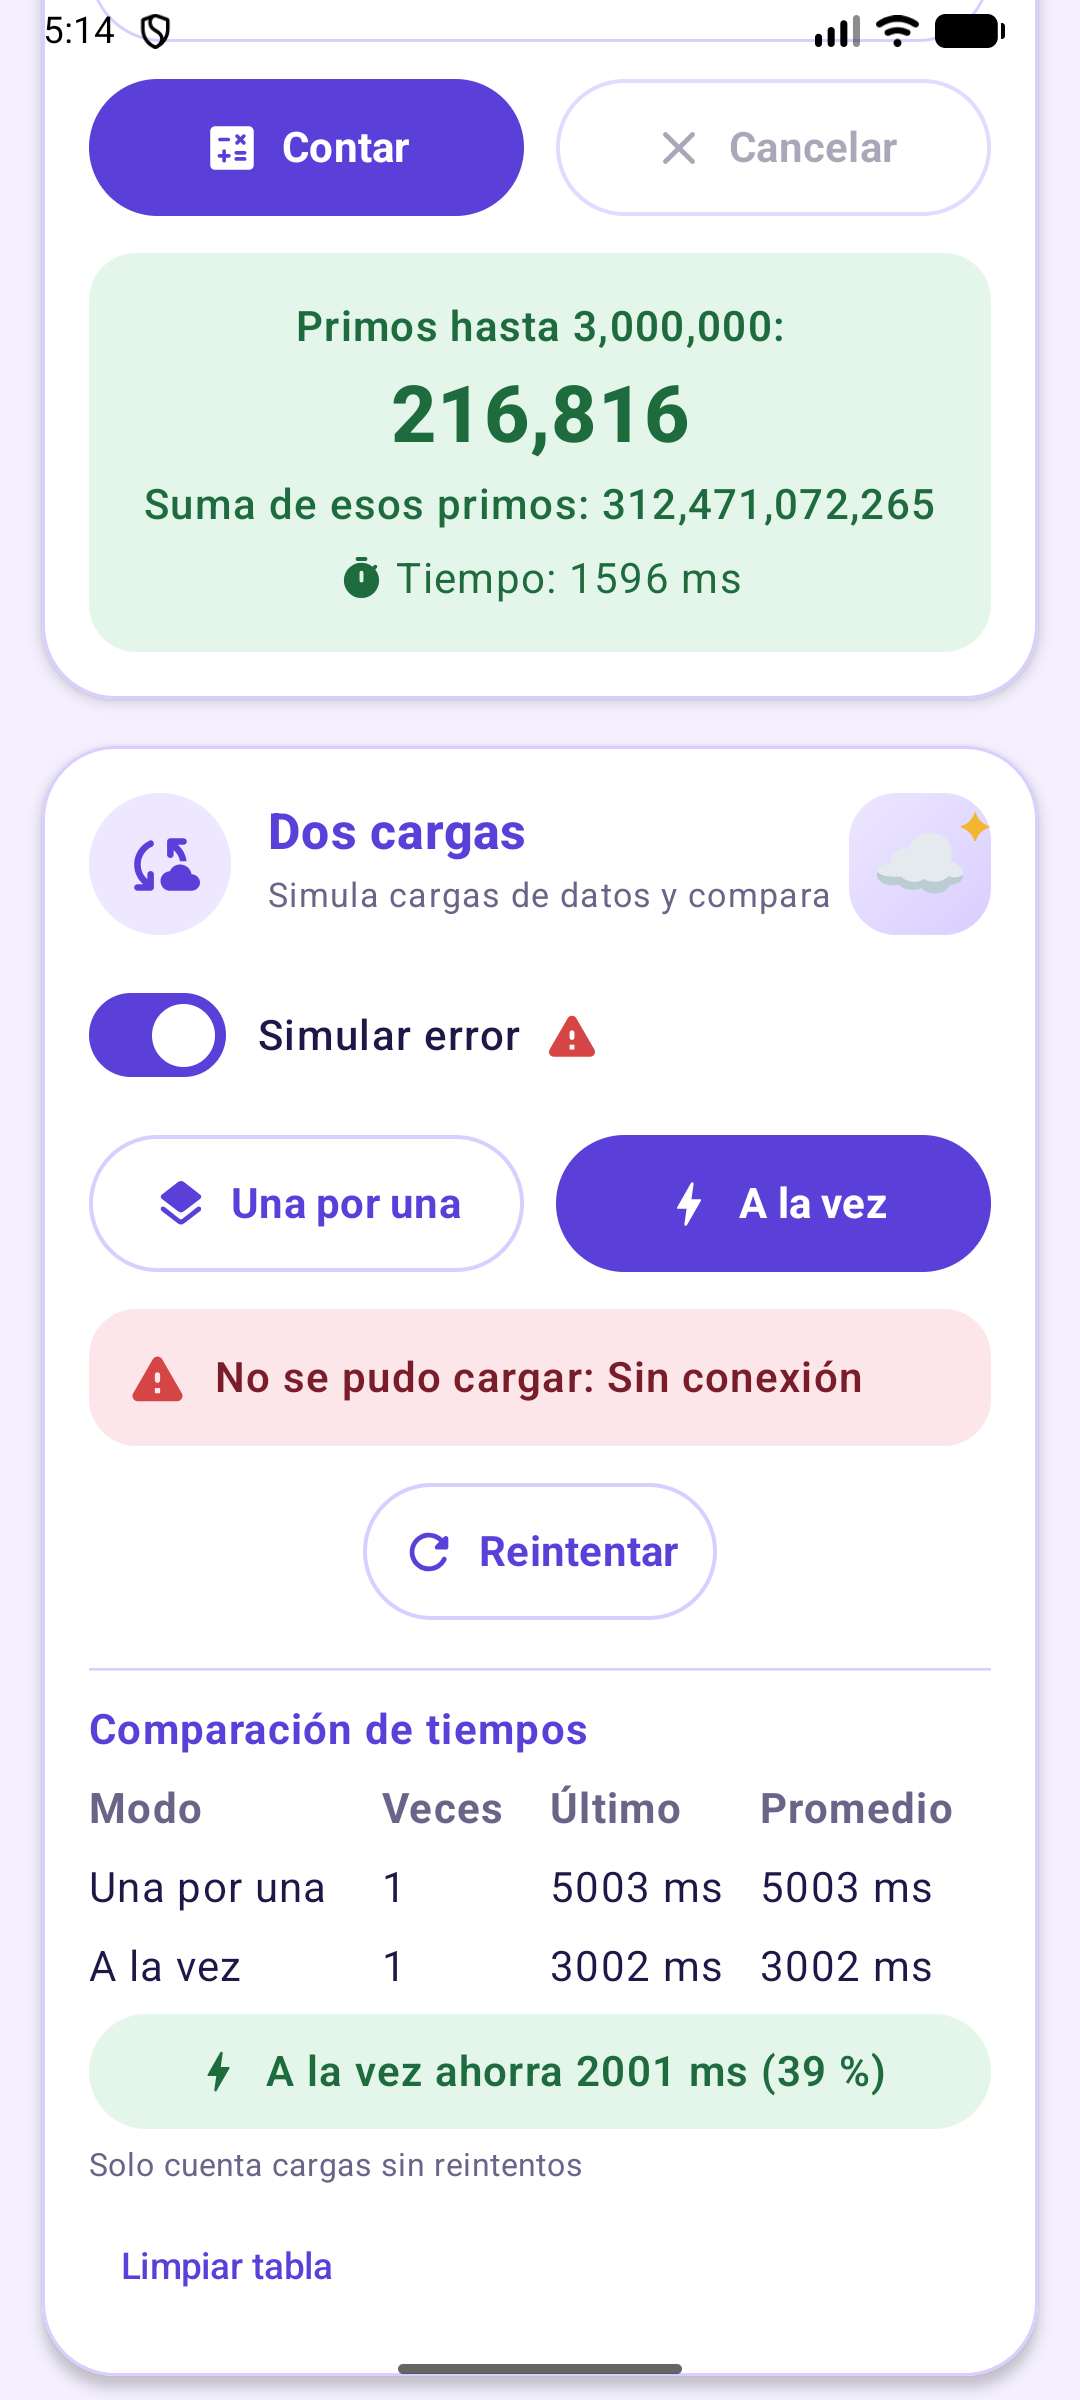 5:14
Contar
Cancelar
Primos hasta 3,000,000:
216,816
Suma de esos primos: 312,471,072,265
Tiempo: 1596 ms
Dos cargas
Simula cargas de datos y compara
Simular error
Una por una
A la vez
No se pudo cargar: Sin conexión
Reintentar
Comparación de tiempos
Modo Veces Último Promedio
Una por una 1 5003 ms 5003 ms
A la vez 1 3002 ms 3002 ms
A la vez ahorra 2001 ms (39 %)
Solo cuenta cargas sin reintentos
Limpiar tabla